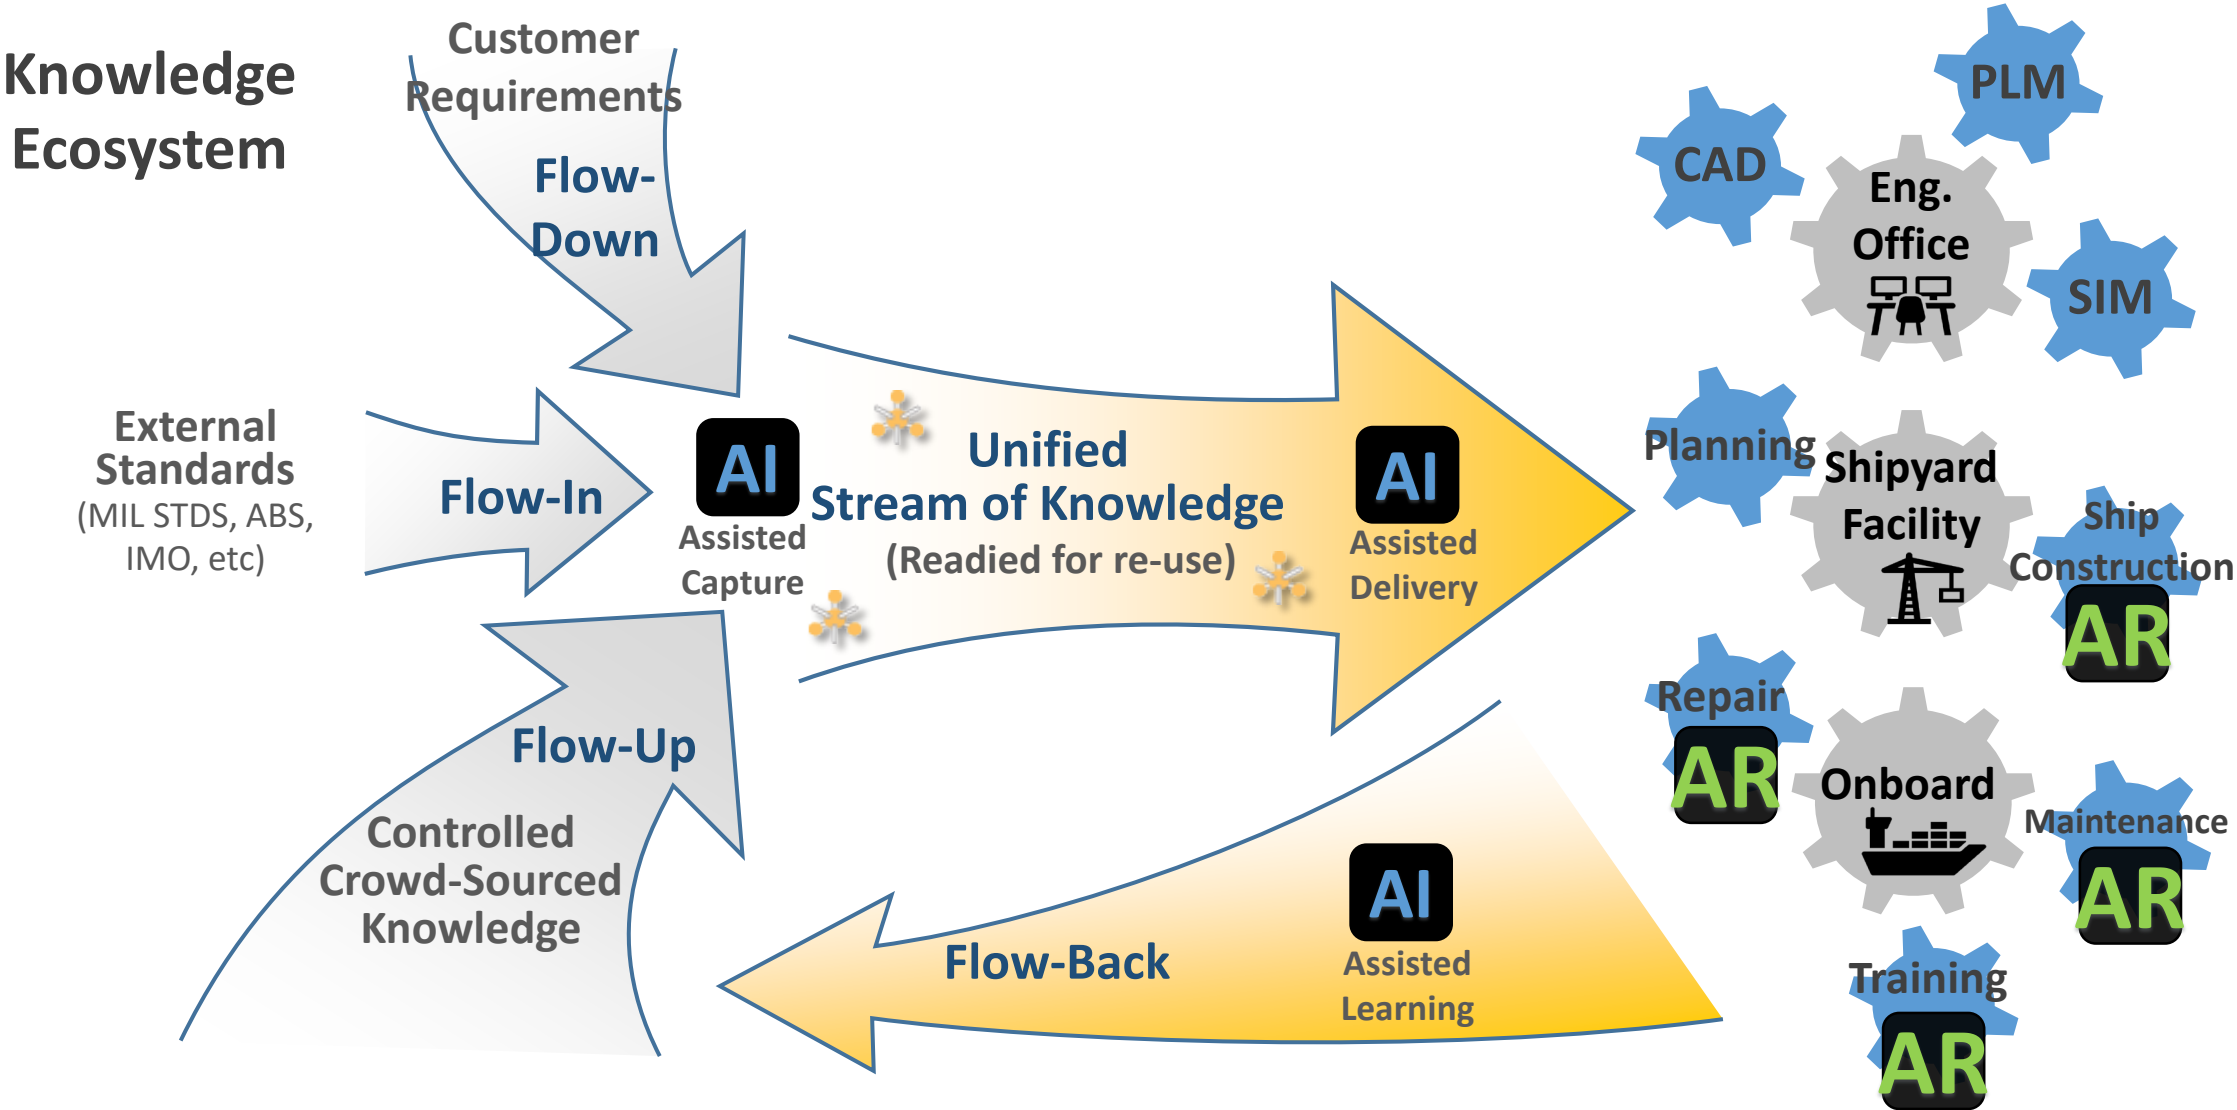 Knowledge
Ecosystem
Customer
Requirements
Flow-
Down
External
Standards
(MIL STDS, ABS,
IMO, etc)
Flow-In
AI
Assisted
Capture
Unified
Stream of Knowledge
(Readied for re-use)
AI
Assisted
Delivery
Flow-Up
Controlled
Crowd-Sourced
Knowledge
Flow-Back
AI
Assisted
Learning
PLM
CAD
Eng.
Office
SIM
Planning
Shipyard
Facility
Ship
Construction
AR
Repair
AR
Onboard
Maintenance
AR
Training
AR